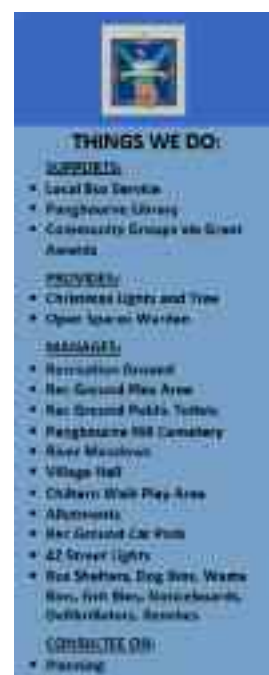 THINGS WE DO:
SUPPORTS:
Local Bus Service
Pangbourne Library
Community Groups via Grant
Awards
PROVIDES:
Christmas Lights and Tree
Open Spaces Warden
MANAGES:
Recreation Ground
Rec Ground Play Area
Rec Ground Public Toilets
Pangbourne Hill Cemetery
River Meadows
Village Hall
Chiltern Walk Play Area
Allotments
Rec Ground Car Park
42 Street Lights
Bus Shelters, Dog Bins, Waste
Bins, Grit Bins, Noticeboards,
Defibrillators, Benches
CONSULTEE ON:
Planning